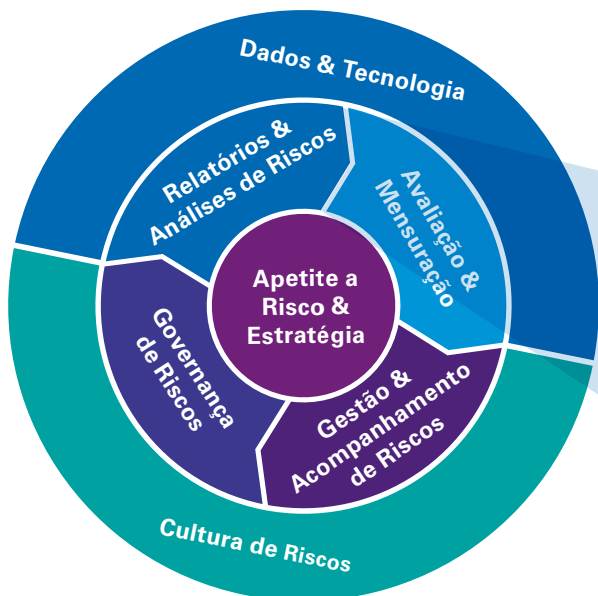 Dados & Tecnologia
Relatórios &
Análises de Riscos
Avaliação &
Mensuração
Apetite a
Risco &
Estratégia
Governança
de Riscos
Gestão &
Acompanhamento
de Riscos
Cultura de Riscos